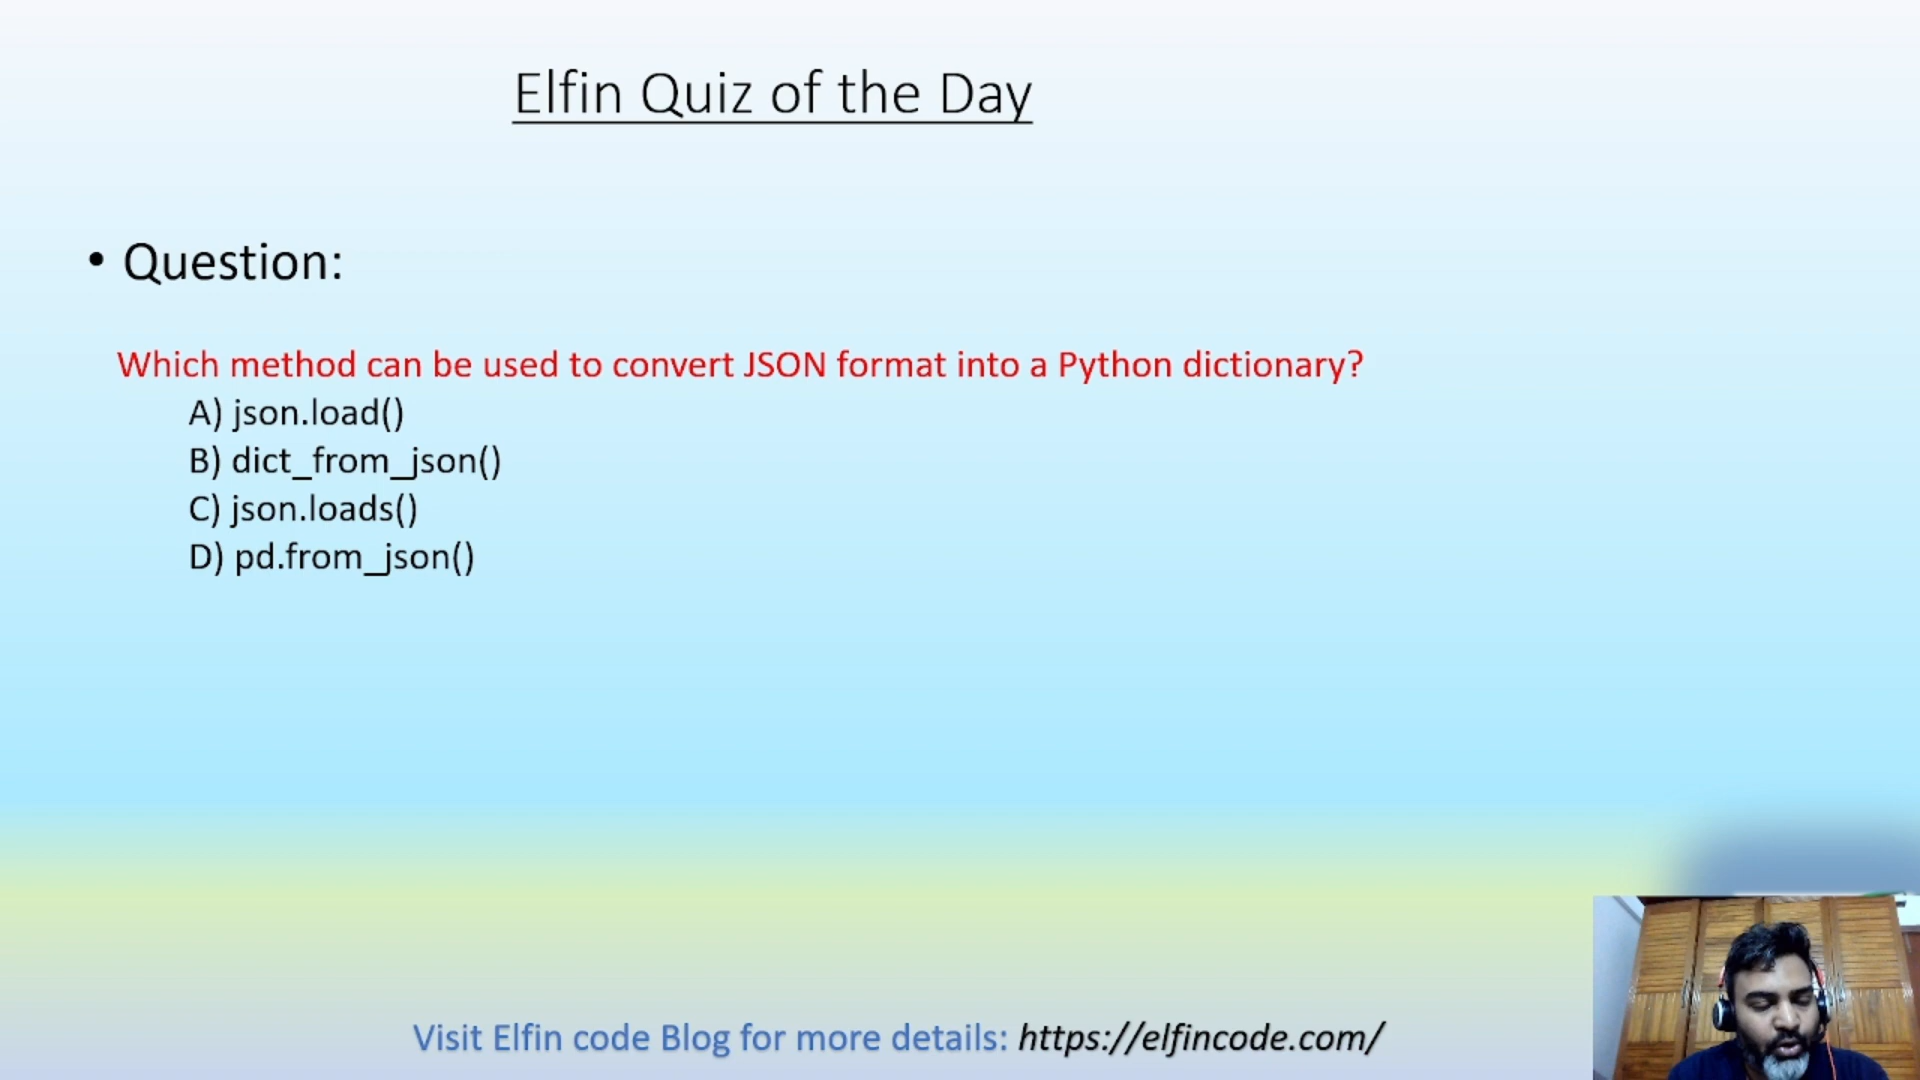 Elfin Quiz of the Day
• Question:
Which method can be used to convert JSON format into a Python dictionary?
A) json.load()
B) dict_from_json()
C) json.loads()
D) pd.from_json()
Visit Elfin code Blog for more details: https://elfincode.com/